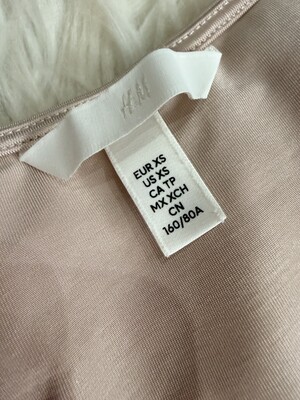 H&M
EUR XS
US XS
CA TP
MX XCH
CN
160/80A